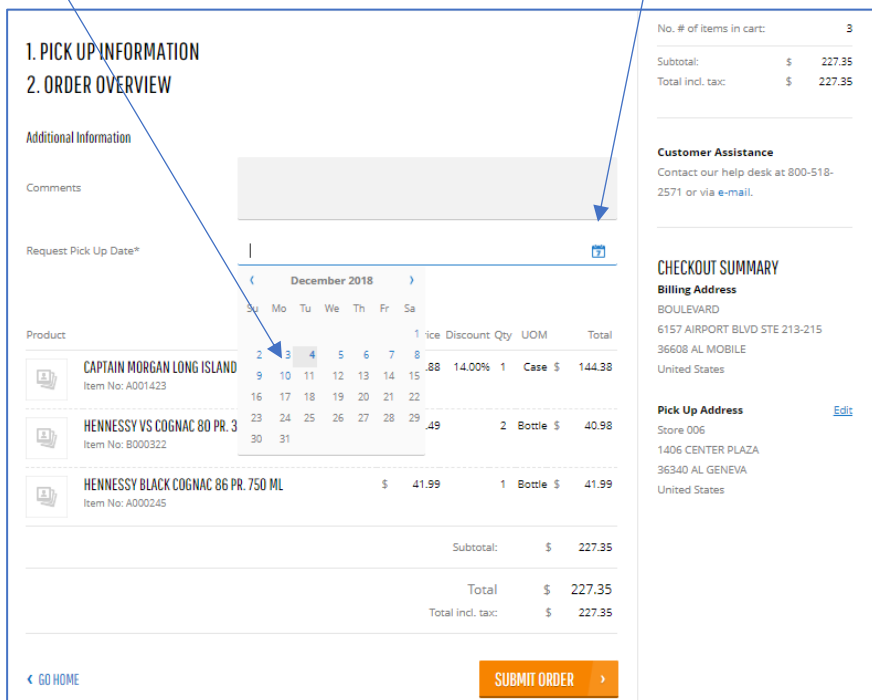 1. PICK UP INFORMATION
2. ORDER OVERVIEW
Additional Information
Comments
Request Pick Up Date*
7
December 2018
Su Mo Tu We Th Fr Sa
1
2 3 4 5 6 7 8
9 10 11 12 13 14 15
16 17 18 19 20 21 22
23 24 25 26 27 28 29
30 31
Product Discount Qty UOM Total
CAPTAIN MORGAN LONG ISLAND .88 14.00% 1 Case $ 144.38
Item No: A001423
HENNESSY VS COGNAC 80 PR. 3 .49 2 Bottle $ 40.98
Item No: B000322
HENNESSY BLACK COGNAC 86 PR. 750 ML $ 41.99 1 Bottle $ 41.99
Item No: A000245
Subtotal: $ 227.35
Total $ 227.35
Total incl. tax: $ 227.35
GO HOME
SUBMIT ORDER
No. # of items in cart: 3
Subtotal: $ 227.35
Total incl. tax: $ 227.35
Customer Assistance
Contact our help desk at 800-518-
2571 or via e-mail.
CHECKOUT SUMMARY
Billing Address
BOULEVARD
6157 AIRPORT BLVD STE 213-215
36608 AL MOBILE
United States
Pick Up Address Edit
Store 006
1406 CENTER PLAZA
36340 AL GENEVA
United States